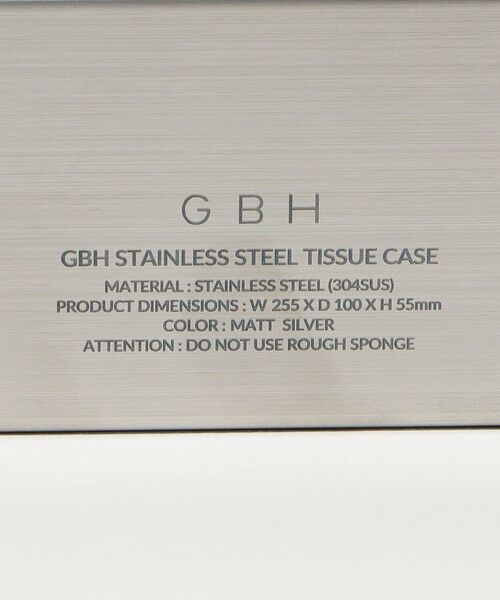 GBH
GBH STAINLESS STEEL TISSUE CASE
MATERIAL : STAINLESS STEEL (304SUS)
PRODUCT DIMENSIONS : W 255 X D 100 X H 55mm
COLOR : MATT SILVER
ATTENTION : DO NOT USE ROUGH SPONGE